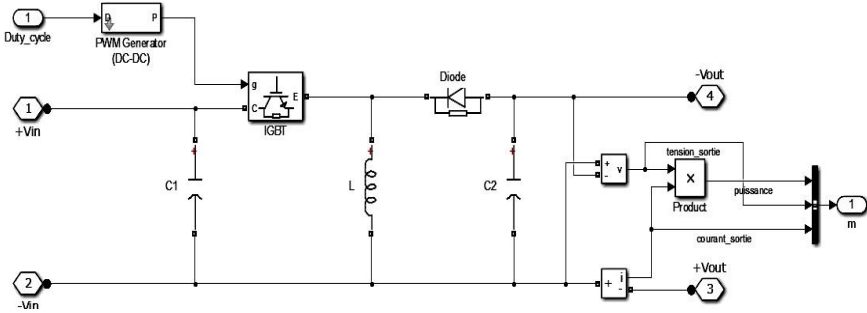 1
D
P
Duty_cycle
PWM Generator
(DC-DC)
-Vout
Diode
4
g
1
C
E
+Vin
IGBT
+
+
+
v
-
tension_sortie
C1
L
C2
X
puissance
Product
1
m
courant_sortie
+Vout
2
+
i
-
3
-Vin